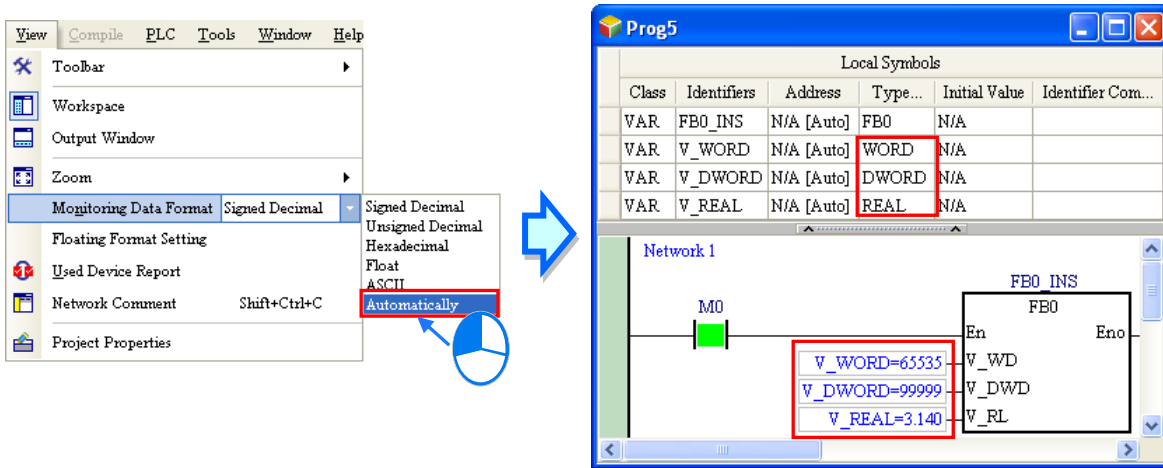 View Compile PLC Tools Window Help
Toolbar
Workspace
Output Window
Zoom
Monitoring Data Format Signed Decimal
Floating Format Setting
Used Device Report
Network Comment Shift+Ctrl+C
Project Properties
Signed Decimal
Unsigned Decimal
Hexadecimal
Float
ASCII
Automatically
Prog5
Local Symbols
Class Identifiers Address Type... Initial Value Identifier Com...
VAR FB0_INS N/A [Auto] FB0 N/A
VAR V_WORD N/A [Auto] WORD N/A
VAR V_DWORD N/A [Auto] DWORD N/A
VAR V_REAL N/A [Auto] REAL N/A
Network 1
FB0_INS
M0 FB0
En Eno
V_WORD=65535 V_WD
V_DWORD=99999 V_DWD
V_REAL=3.140 V_RL